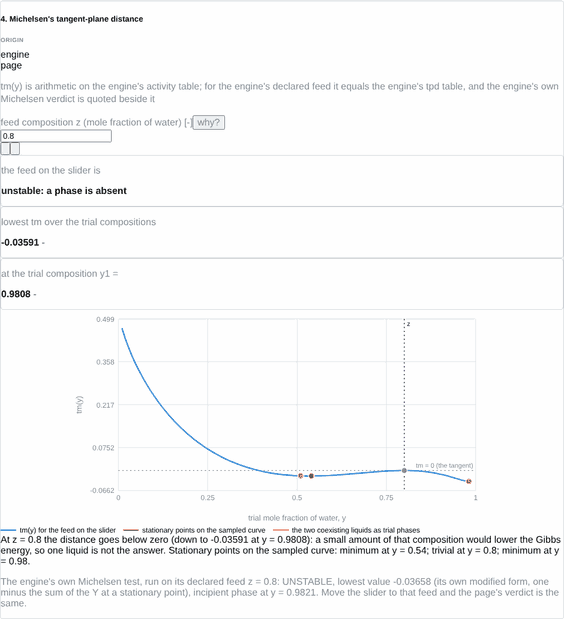 4. Michelsen's tangent-plane distance
ORIGIN
engine
page
tm(y) is arithmetic on the engine's activity table; for the engine's declared feed it equals the engine's tpd table, and the engine's own
Michelsen verdict is quoted beside it
feed composition z (mole fraction of water) [-] why?
0.8
the feed on the slider is
unstable: a phase is absent
lowest tm over the trial compositions
-0.03591 -
at the trial composition y1 =
0.9808 -
0.499
z
0.358
tm(y)
0.217
0.0752
tm = 0 (the tangent)
-0.0662
0 0.25 0.5 0.75 1
trial mole fraction of water, y
tm(y) for the feed on the slider stationary points on the sampled curve the two coexisting liquids as trial phases
At z = 0.8 the distance goes below zero (down to -0.03591 at y = 0.9808): a small amount of that composition would lower the Gibbs
energy, so one liquid is not the answer. Stationary points on the sampled curve: minimum at y = 0.54; trivial at y = 0.8; minimum at y
= 0.98.
The engine's own Michelsen test, run on its declared feed z = 0.8: UNSTABLE, lowest value -0.03658 (its own modified form, one
minus the sum of the Y at a stationary point), incipient phase at y = 0.9821. Move the slider to that feed and the page's verdict is the
same.